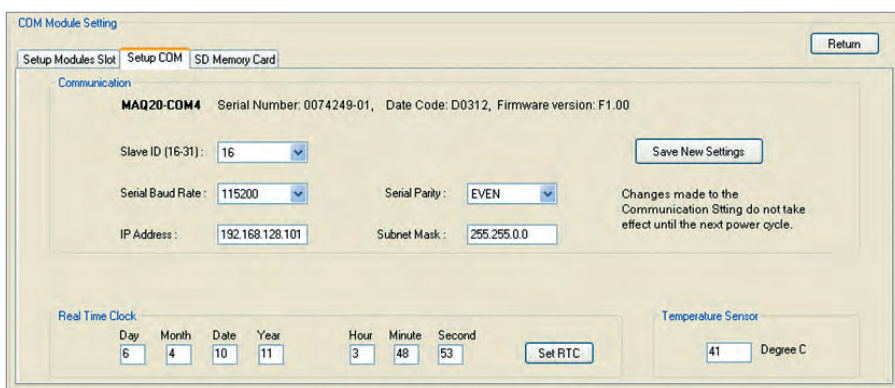 COM Module Setting
Return
Setup Modules Slot Setup COM SD Memory Card
Communication
MAQ20-COM4 Serial Number: 0074249-01, Date Code: D0312, Firmware version: F1.00
Slave ID (16-31) : 16
Save New Settings
Serial Baud Rate : 115200 Serial Parity : EVEN
Changes made to the
Communication Stting do not take
effect until the next power cycle.
IP Address : 192.168.128.101 Subnet Mask : 255.255.0.0
Real Time Clock
Day Month Date Year Hour Minute Second
6 4 10 11 3 48 53 Set RTC
Temperature Sensor
41 Degree C